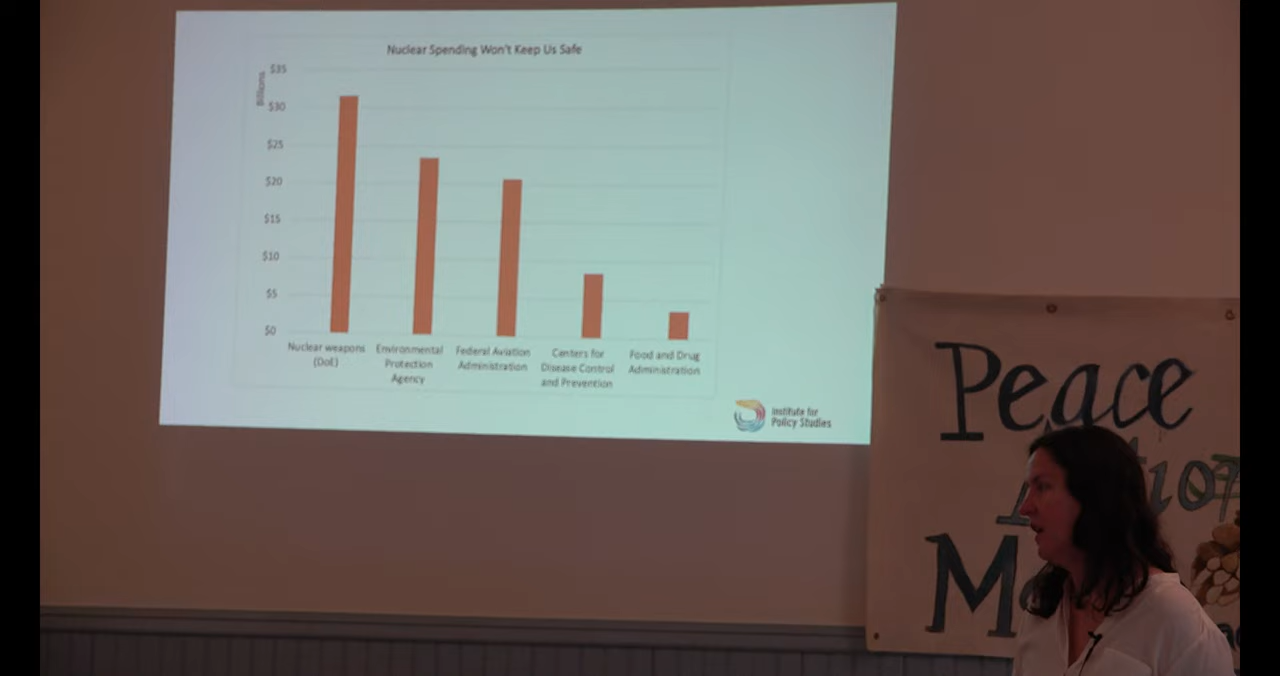 Nuclear Spending Won't Keep Us Safe
Billions
$35
$30
$25
$20
$15
$10
$5
$0
Nuclear weapons
(DoE)
Environmental
Protection
Agency
Federal Aviation
Administration
Centers for
Disease Control
and Prevention
Food and Drug
Administration
Institute for
Policy Studies
Peace